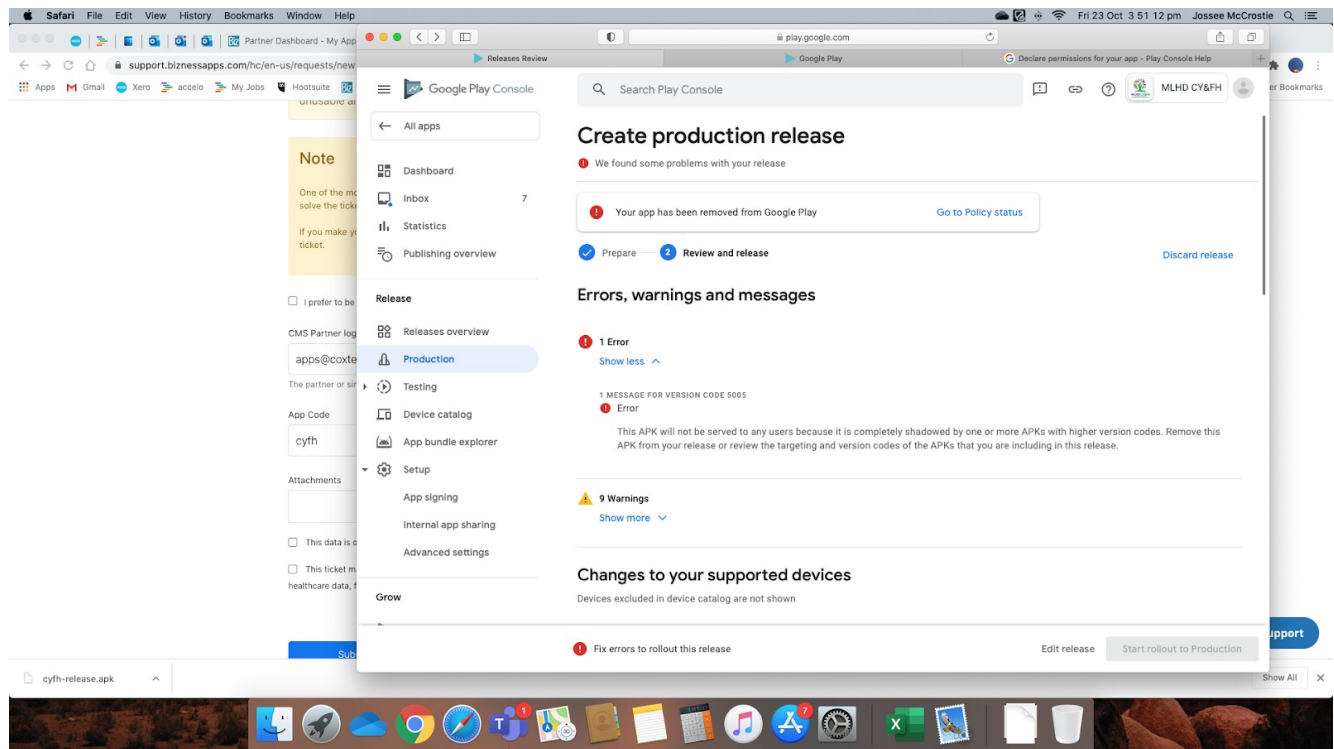 Safari File Edit View History Bookmarks Window Help
Fri 23 Oct 3 51 12 pm Jossee McCrostie
Partner Dashboard - My App
play.google.com
Releases Review
Google Play
Declare permissions for your app - Play Console Help
support.biznessapps.com/hc/en-us/requests/new
Apps Gmail Xero accelo My Jobs Hootsuite
er Bookmarks
unusable ar
Note
One of the mo
solve the ticke
If you make yo
ticket.
I prefer to be
CMS Partner log
apps@coxte
The partner or sin
App Code
cyfh
Attachments
This data is o
This ticket m
healthcare data, f
Sub
Google Play Console
Search Play Console
MLHD CY&FH
All apps
Dashboard
Inbox 7
Statistics
Publishing overview
Release
Releases overview
Production
Testing
Device catalog
App bundle explorer
Setup
App signing
Internal app sharing
Advanced settings
Grow
Create production release
We found some problems with your release
Your app has been removed from Google Play Go to Policy status
Prepare 2 Review and release Discard release
Errors, warnings and messages
1 Error
Show less
1 MESSAGE FOR VERSION CODE 5005
Error
This APK will not be served to any users because it is completely shadowed by one or more APKs with higher version codes. Remove this
APK from your release or review the targeting and version codes of the APKs that you are including in this release.
9 Warnings
Show more
Changes to your supported devices
Devices excluded in device catalog are not shown
Fix errors to rollout this release Edit release Start rollout to Production
upport
cyfh-release.apk
Show All
1
7